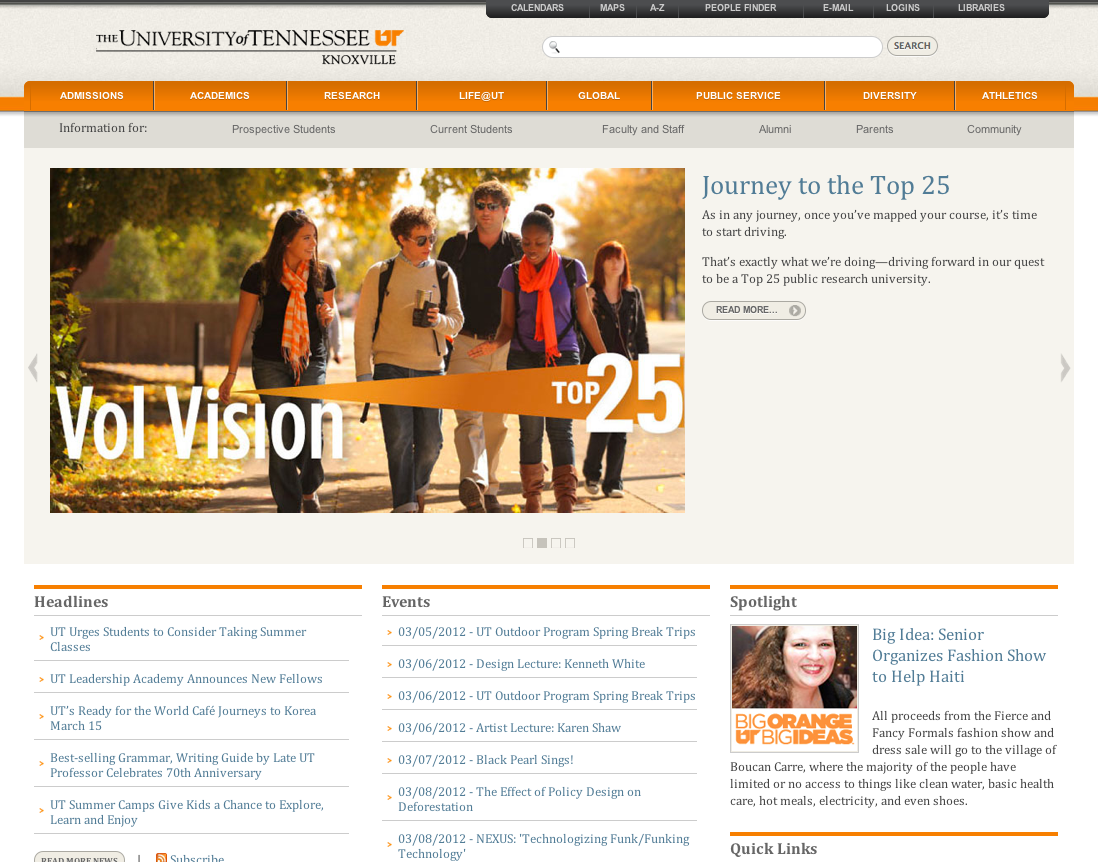 CALENDARS MAPS A-Z PEOPLE FINDER E-MAIL LOGINS LIBRARIES
THE UNIVERSITY of TENNESSEE UT
KNOXVILLE
SEARCH
ADMISSIONS ACADEMICS RESEARCH LIFE@UT GLOBAL PUBLIC SERVICE DIVERSITY ATHLETICS
Information for: Prospective Students Current Students Faculty and Staff Alumni Parents Community
Vol Vision TOP 25
Journey to the Top 25
As in any journey, once you've mapped your course, it's time
to start driving.
That's exactly what we're doing—driving forward in our quest
to be a Top 25 public research university.
READ MORE...
Headlines
UT Urges Students to Consider Taking Summer
Classes
UT Leadership Academy Announces New Fellows
UT's Ready for the World Café Journeys to Korea
March 15
Best-selling Grammar, Writing Guide by Late UT
Professor Celebrates 70th Anniversary
UT Summer Camps Give Kids a Chance to Explore,
Learn and Enjoy
READ MORE NEWS | Subscribe
Events
03/05/2012 - UT Outdoor Program Spring Break Trips
03/06/2012 - Design Lecture: Kenneth White
03/06/2012 - UT Outdoor Program Spring Break Trips
03/06/2012 - Artist Lecture: Karen Shaw
03/07/2012 - Black Pearl Sings!
03/08/2012 - The Effect of Policy Design on
Deforestation
03/08/2012 - NEXUS: 'Technologizing Funk/Funking
Technology'
Spotlight
BIG ORANGE
UT BIG IDEAS.
Big Idea: Senior
Organizes Fashion Show
to Help Haiti
All proceeds from the Fierce and
Fancy Formals fashion show and
dress sale will go to the village of
Boucan Carre, where the majority of the people have
limited or no access to things like clean water, basic health
care, hot meals, electricity, and even shoes.
Quick Links